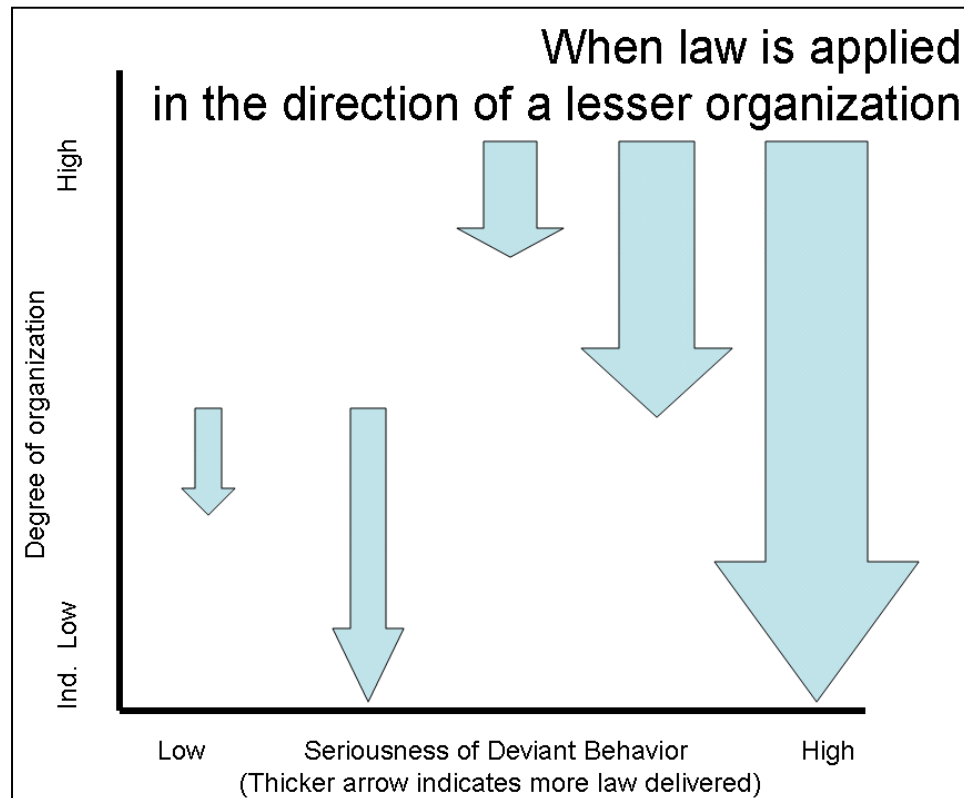 When law is applied
in the direction of a lesser organization
High
Degree of organization
Ind. Low
Low Seriousness of Deviant Behavior High
(Thicker arrow indicates more law delivered)